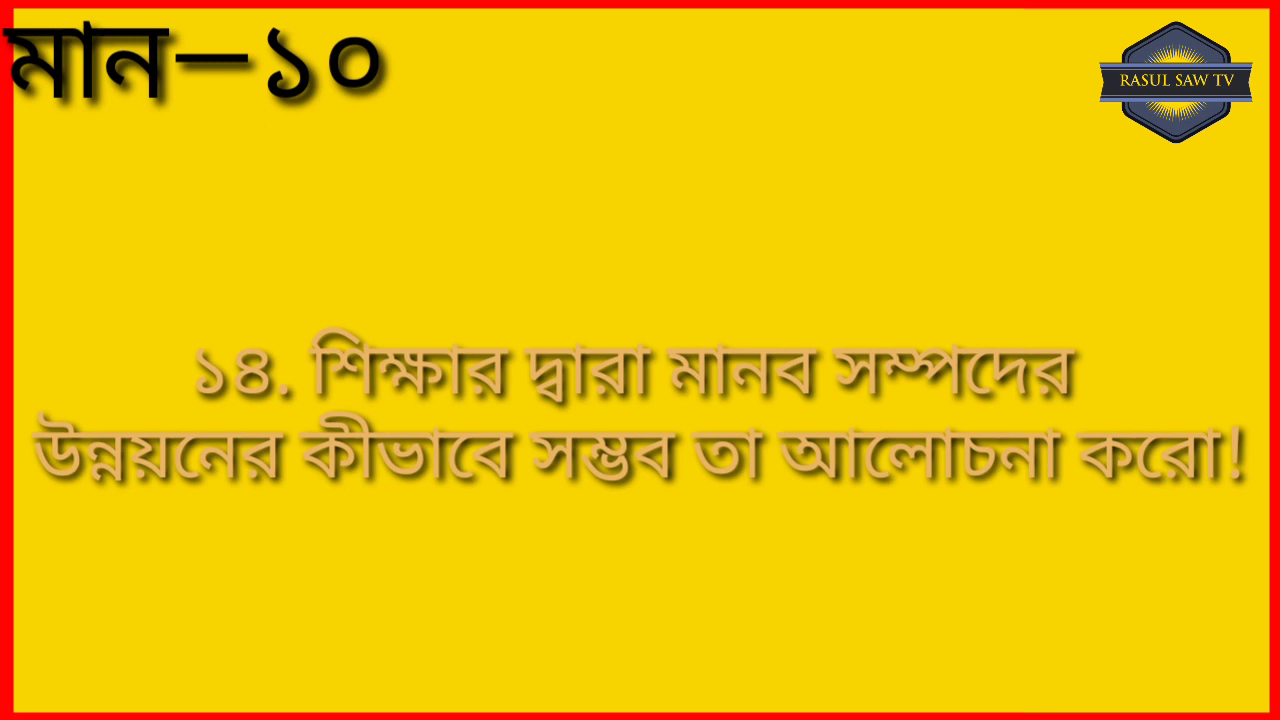 মান–১০
RASUL SAW TV
১৪. শিক্ষার দ্বারা মানব সম্পদের
উন্নয়নের কীভাবে সম্ভব তা আলোচনা করো!